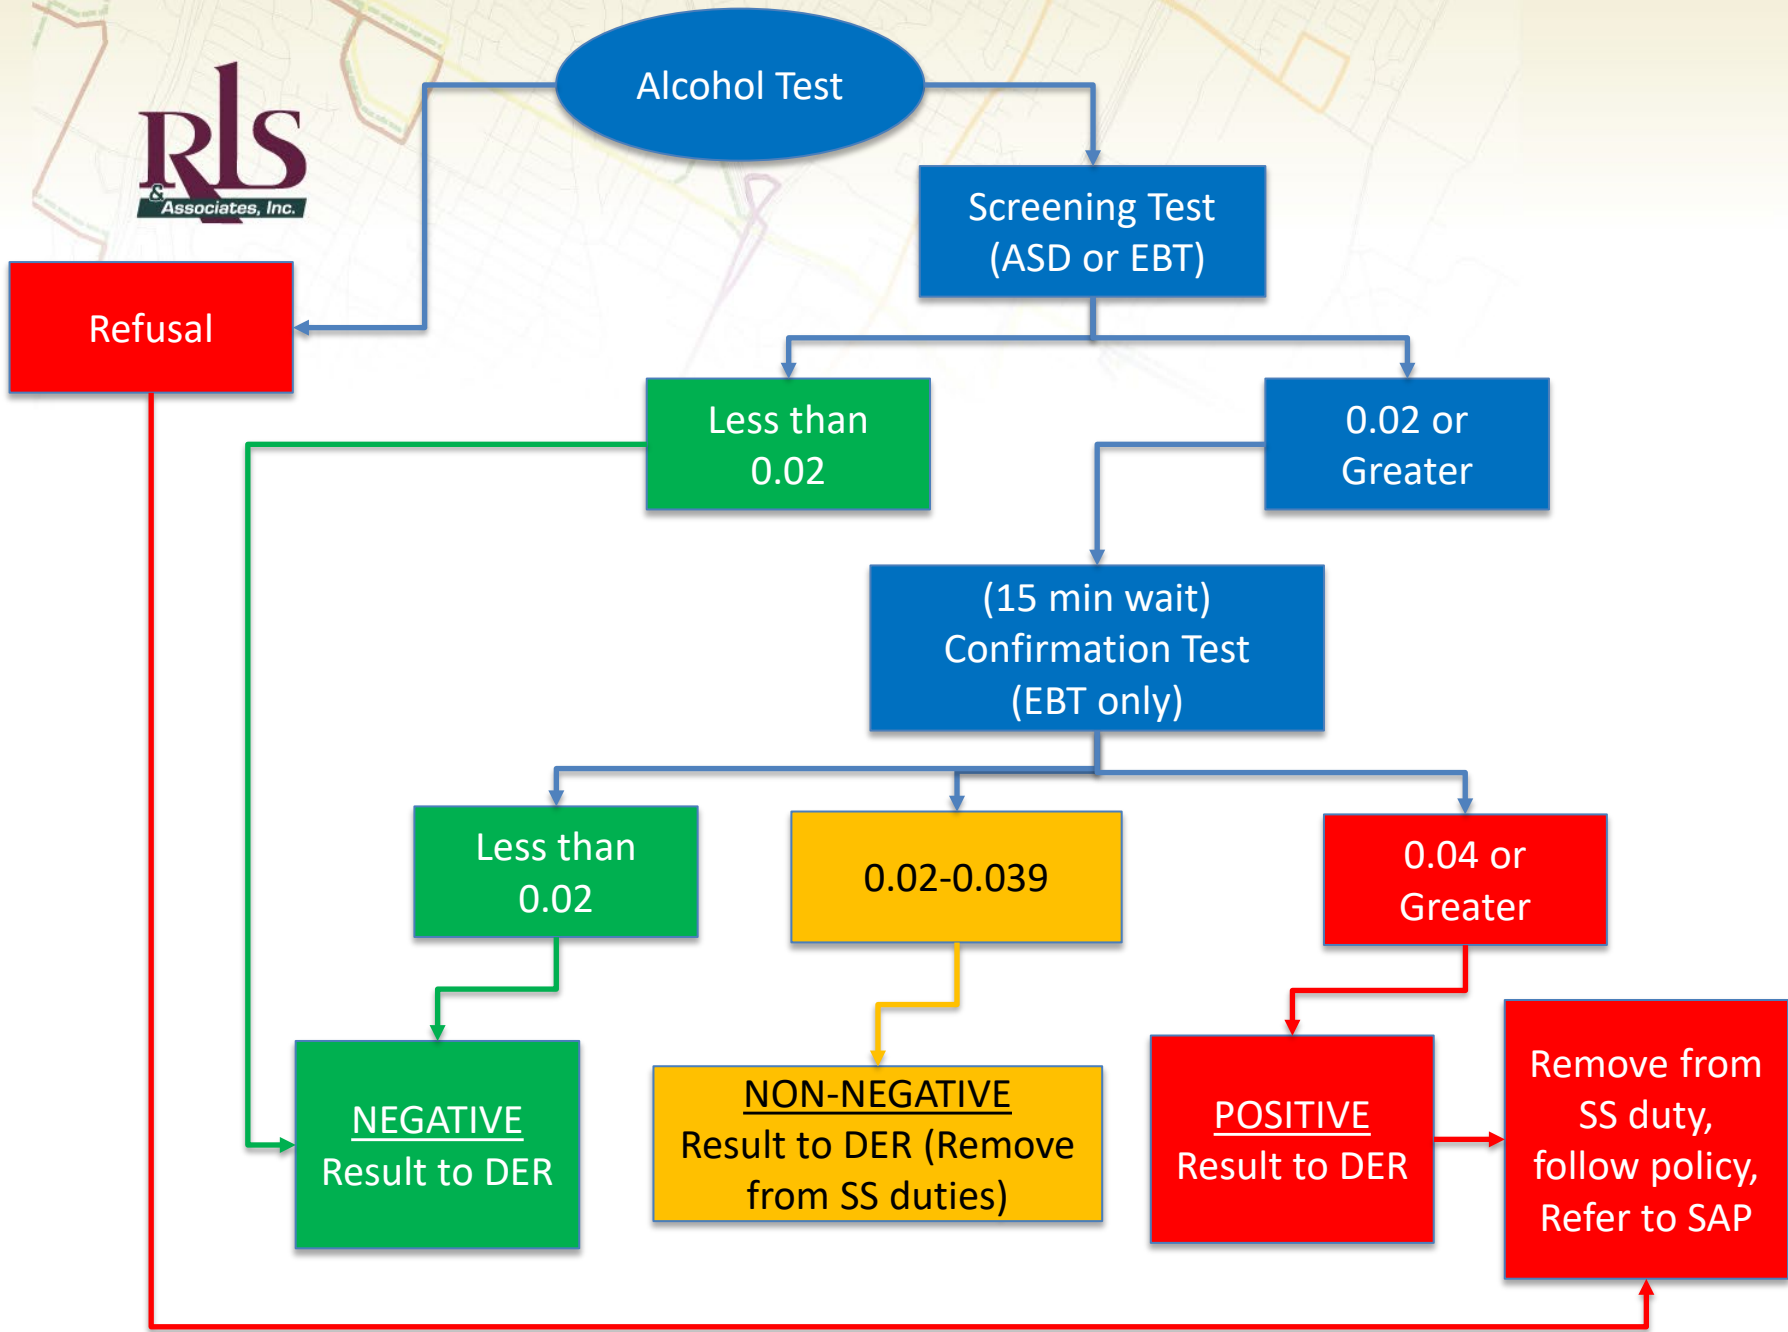 Alcohol Test
RLS
& Associates, Inc.
Screening Test
(ASD or EBT)
Refusal
Less than
0.02
0.02 or
Greater
(15 min wait)
Confirmation Test
(EBT only)
Less than
0.02
0.02-0.039
0.04 or
Greater
NEGATIVE
Result to DER
NON-NEGATIVE
Result to DER (Remove
from SS duties)
POSITIVE
Result to DER
Remove from
SS duty,
follow policy,
Refer to SAP